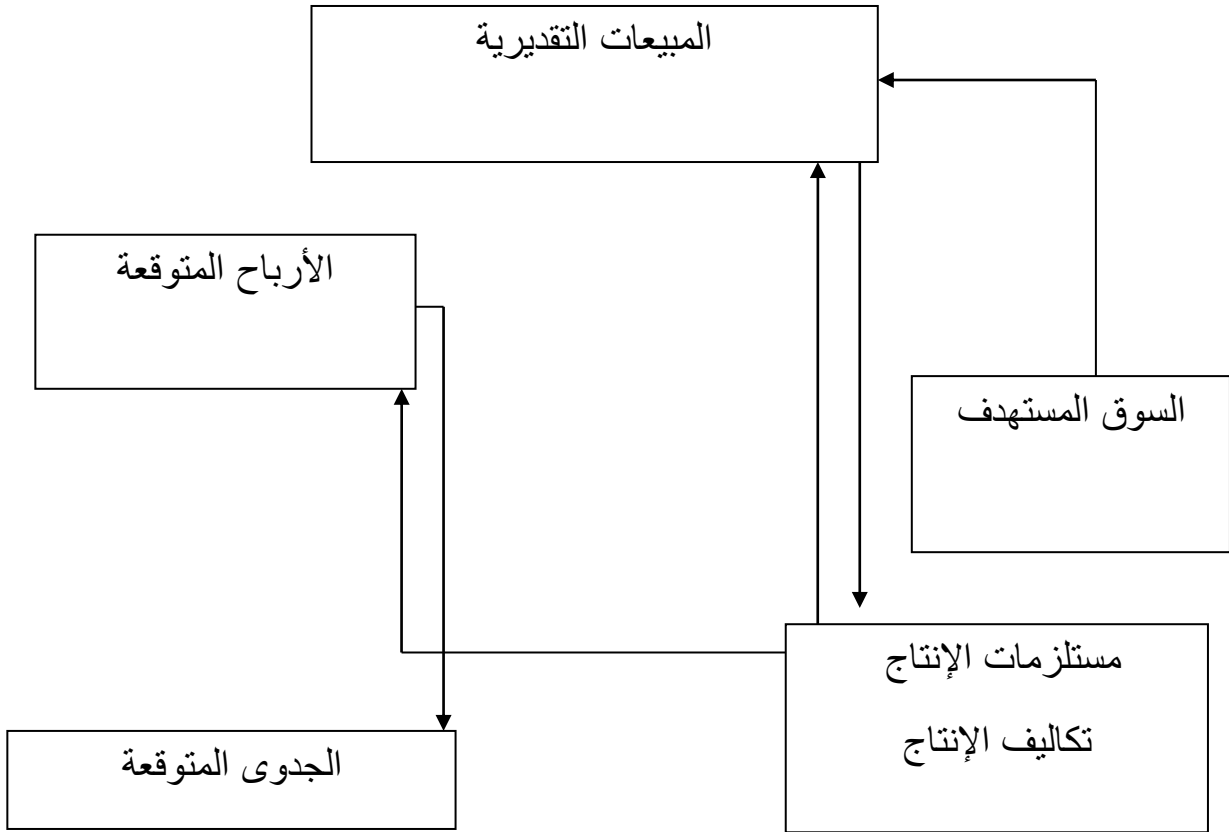 المبيعات التقديرية
الأرباح المتوقعة
السوق المستهدف
مستلزمات الإنتاج
تكاليف الإنتاج
الجدوى المتوقعة